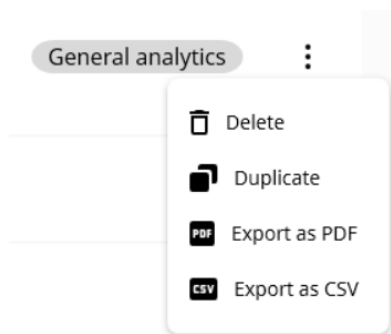 General analytics
Delete
Duplicate
PDF Export as PDF
CSV Export as CSV